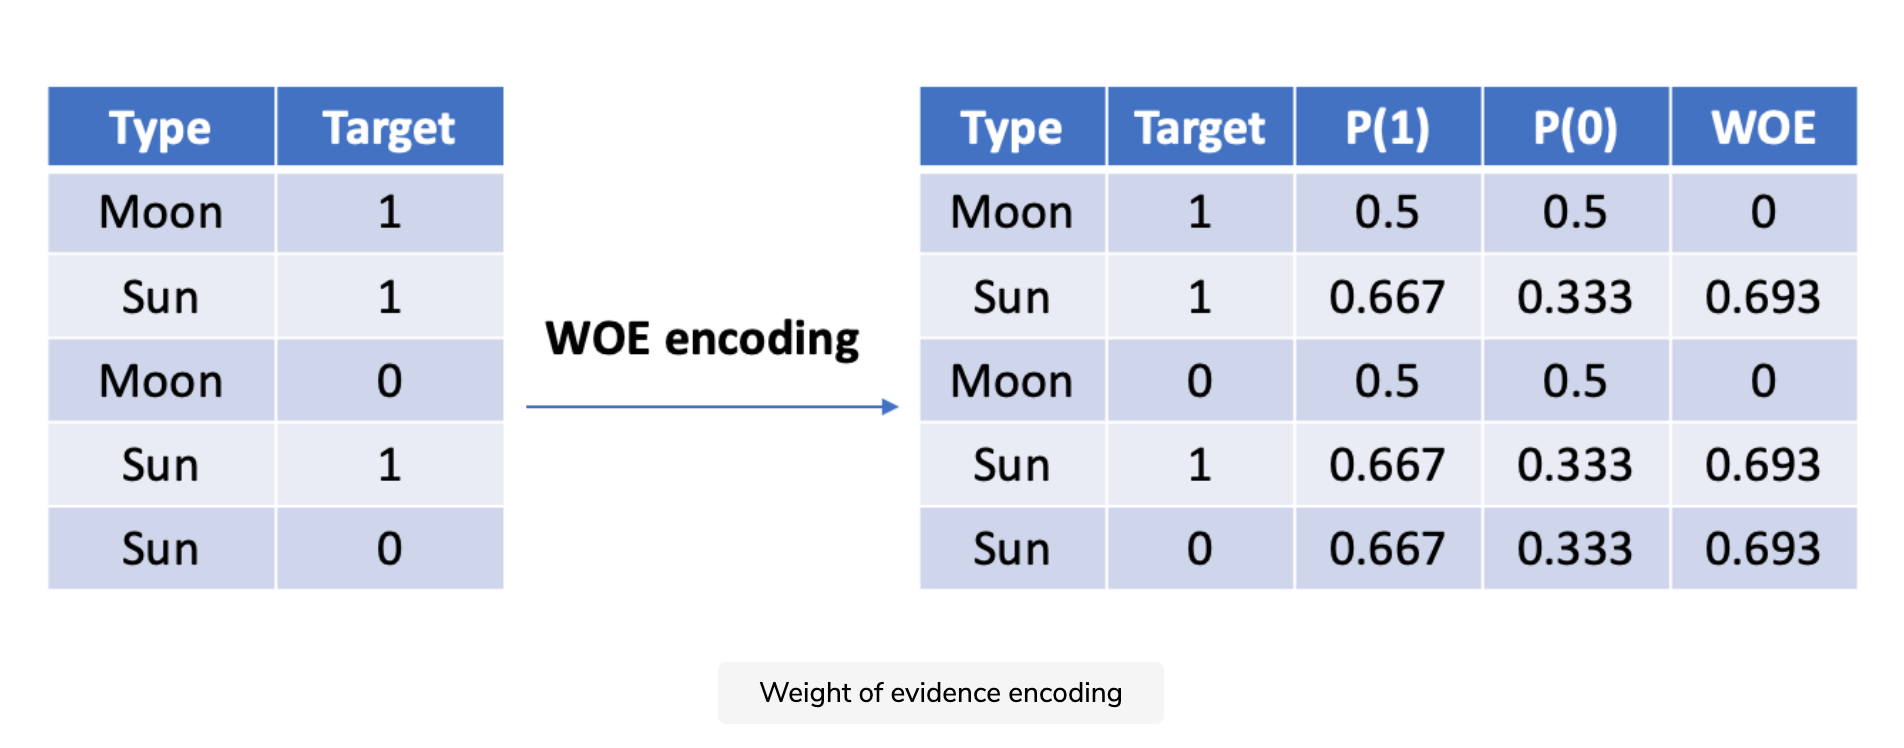 Type Target
Moon 1
Sun 1
Moon 0
Sun 1
Sun 0
WOE encoding
Type Target P(1) P(0) WOE
Moon 1 0.5 0.5 0
Sun 1 0.667 0.333 0.693
Moon 0 0.5 0.5 0
Sun 1 0.667 0.333 0.693
Sun 0 0.667 0.333 0.693
Weight of evidence encoding